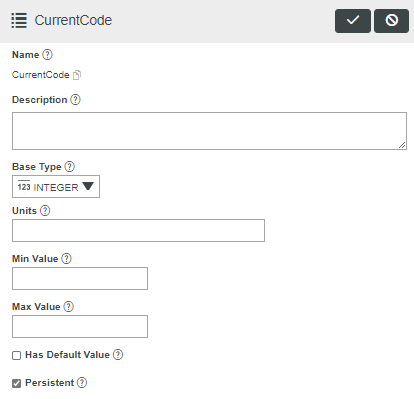 CurrentCode
Name ?
CurrentCode
Description ?
Base Type ?
123 INTEGER
Units ?
Min Value ?
Max Value ?
Has Default Value ?
Persistent ?